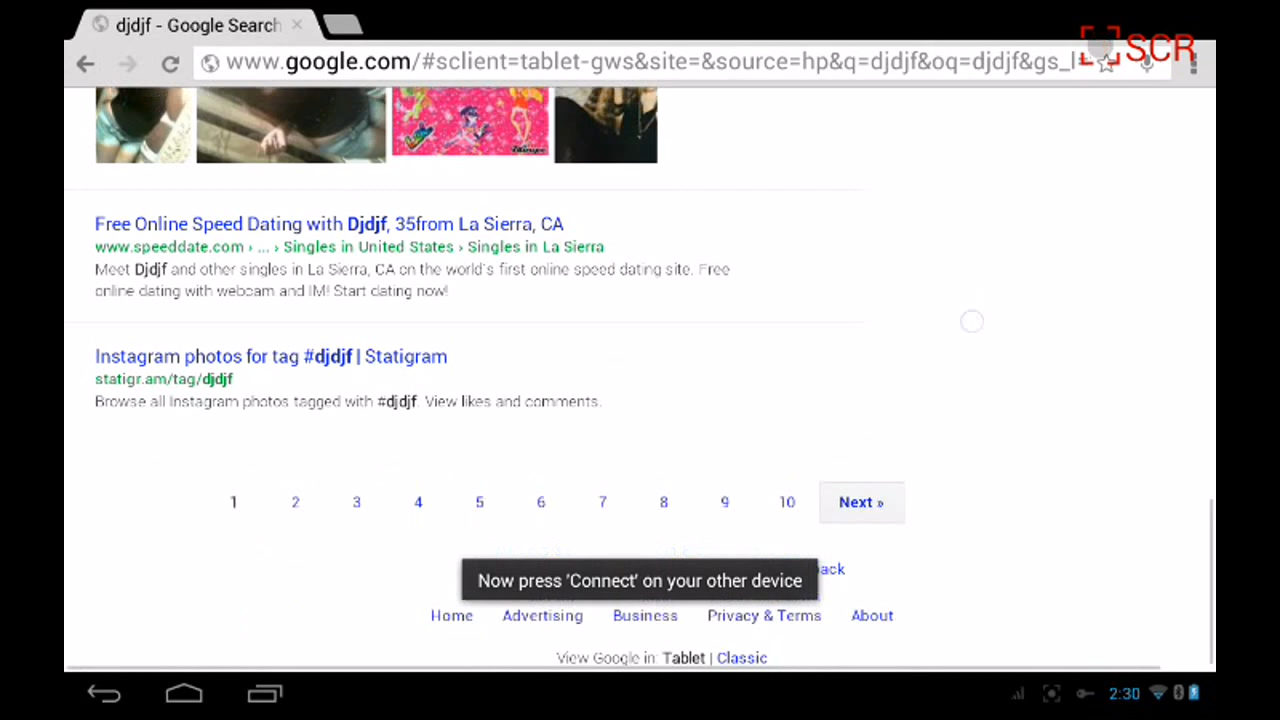 djdjf - Google Search
SCR
www.google.com/#sclient=tablet-gws&site=&source=hp&q=djdjf&oq=djdjf&gs_l=
Free Online Speed Dating with Djdjf, 35from La Sierra, CA
www.speeddate.com › ... › Singles in United States › Singles in La Sierra
Meet Djdjf and other singles in La Sierra, CA on the world's first online speed dating site. Free
online dating with webcam and IM! Start dating now!
Instagram photos for tag #djdjf | Statigram
statigr.am/tag/djdjf
Browse all Instagram photos tagged with #djdjf. View likes and comments.
1 2 3 4 5 6 7 8 9 10 Next »
back
Now press 'Connect' on your other device
Home Advertising Business Privacy & Terms About
View Google in: Tablet | Classic
2:30